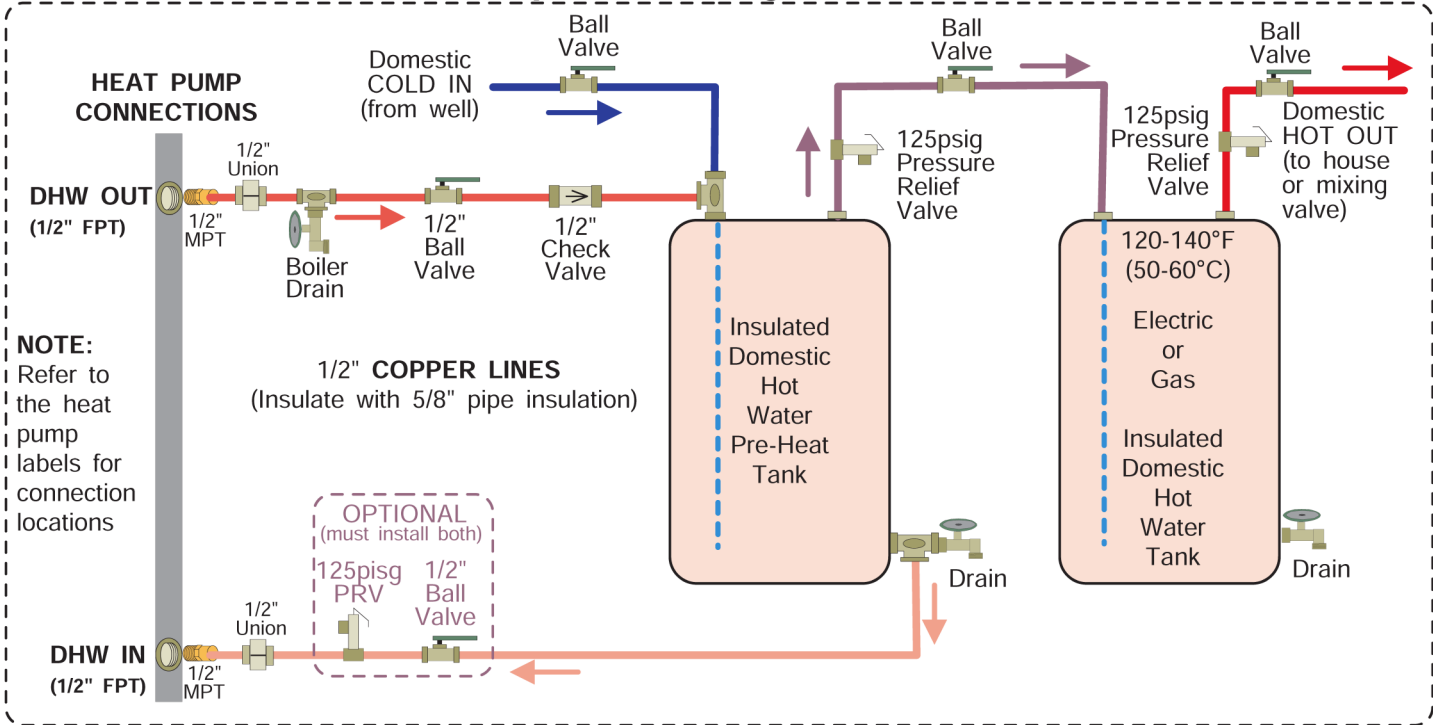 HEAT PUMP
CONNECTIONS
Domestic
COLD IN
(from well)
Ball
Valve
Ball
Valve
Ball
Valve
125psig
Pressure
Relief
Valve
125psig
Pressure
Relief
Valve
Domestic
HOT OUT
(to house
or mixing
valve)
DHW OUT
(1/2" FPT)
1/2"
MPT
1/2"
Union
Boiler
Drain
1/2"
Ball
Valve
1/2"
Check
Valve
NOTE:
Refer to
the heat
pump
labels for
connection
locations
1/2" COPPER LINES
(Insulate with 5/8" pipe insulation)
Insulated
Domestic
Hot
Water
Pre-Heat
Tank
120-140°F
(50-60°C)
Electric
or
Gas
Insulated
Domestic
Hot
Water
Tank
Drain
Drain
OPTIONAL
(must install both)
125pisg
PRV
1/2"
Ball
Valve
1/2"
Union
DHW IN
(1/2" FPT)
1/2"
MPT